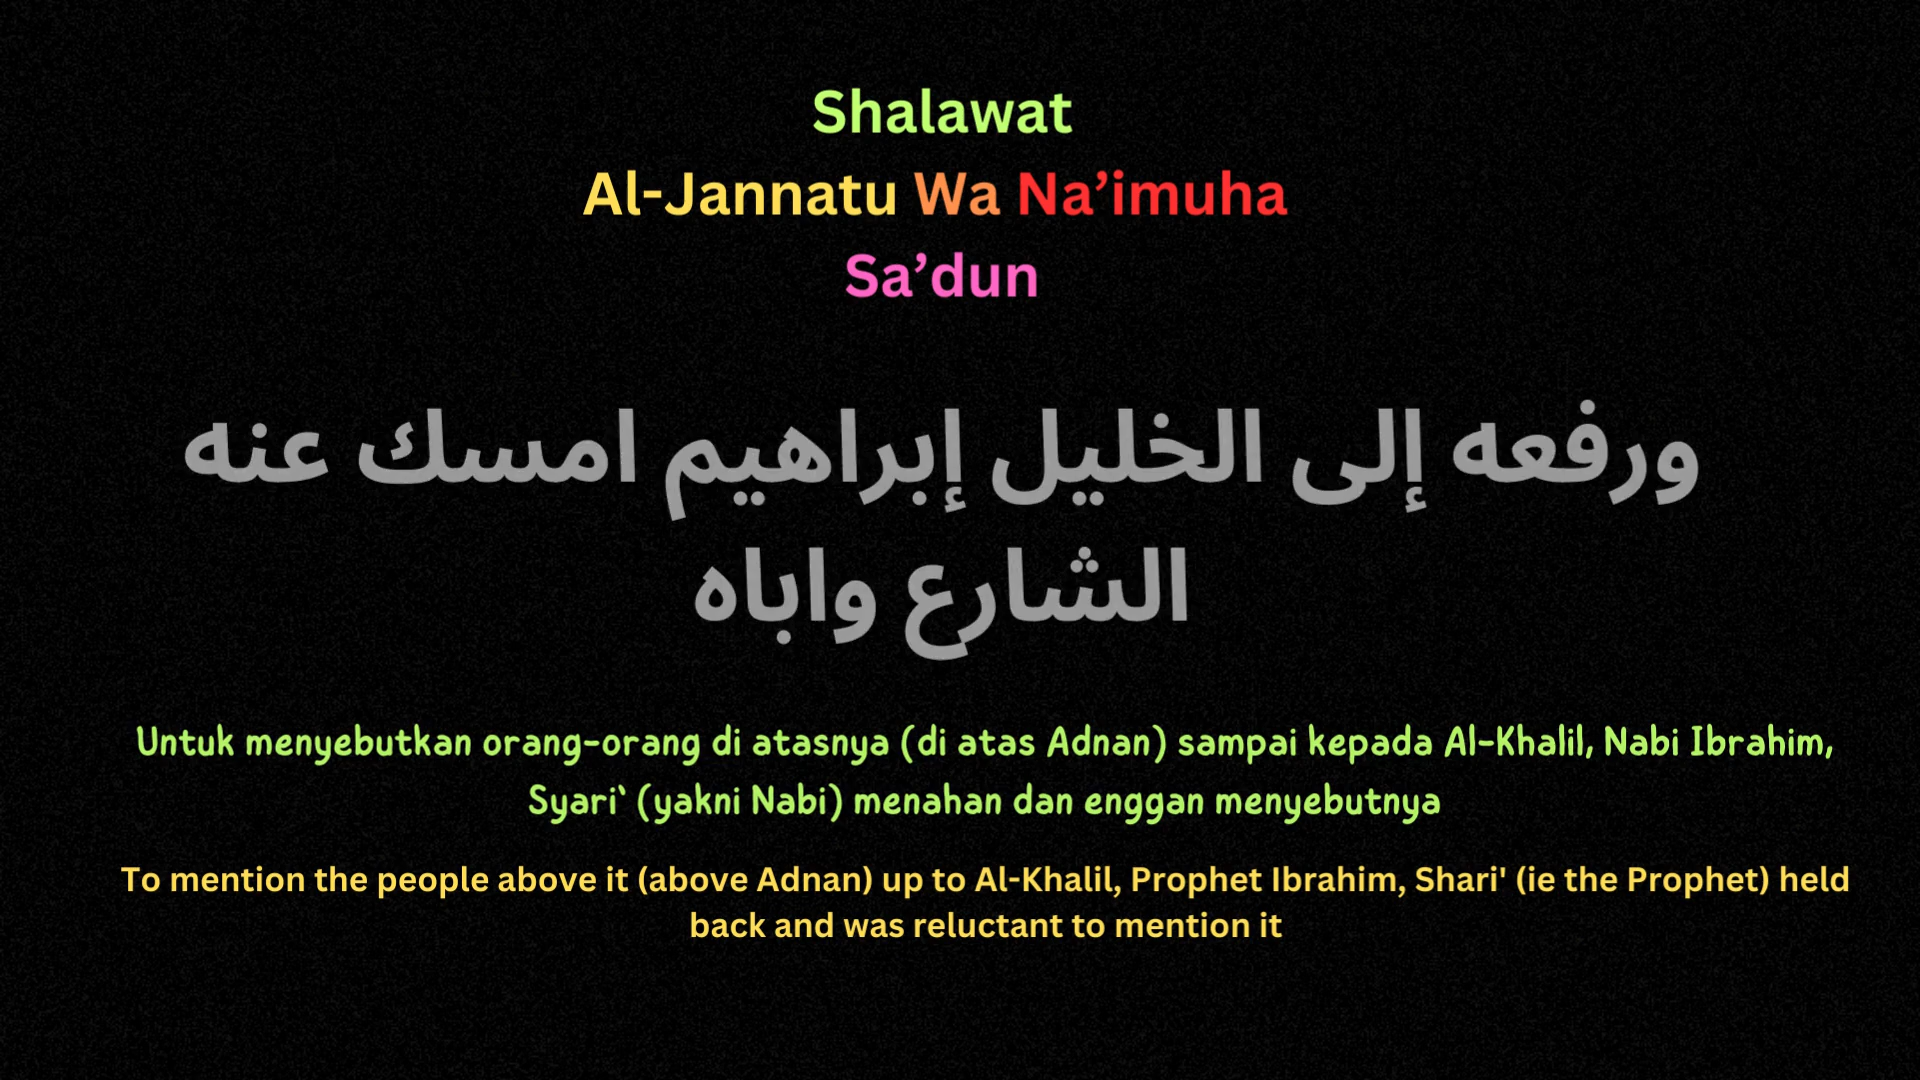 Shalawat
Al-Jannatu Wa Na’imuha
Sa’dun
ورفعه إلى الخليل إبراهيم امسك عنه
الشارع واباه
Untuk menyebutkan orang-orang di atasnya (di atas Adnan) sampai kepada Al-Khalil, Nabi Ibrahim,
Syari‘ (yakni Nabi) menahan dan enggan menyebutnya
To mention the people above it (above Adnan) up to Al-Khalil, Prophet Ibrahim, Shari' (ie the Prophet) held
back and was reluctant to mention it